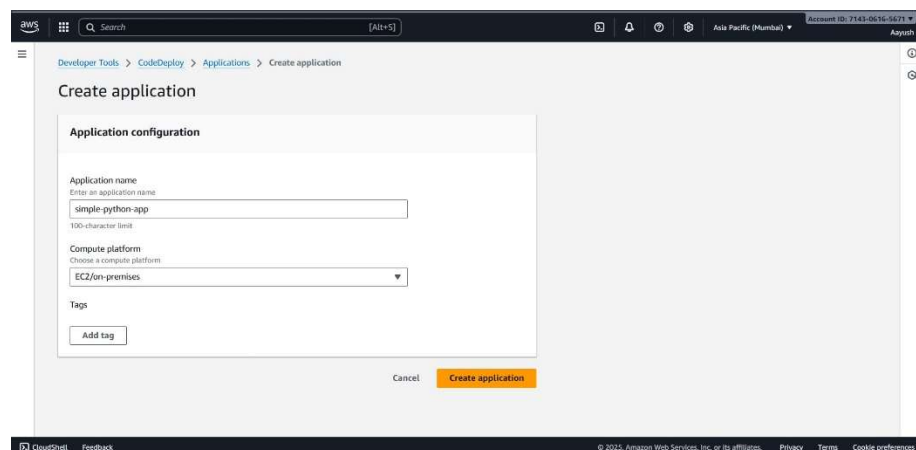 Account ID: 7143-0616-5671
aws Search [Alt+S] Asia Pacific (Mumbai) Aayush
Developer Tools > CodeDeploy > Applications > Create application
Create application
Application configuration
Application name
Enter an application name
simple-python-app
100-character limit
Compute platform
Choose a compute platform
EC2/on-premises
Tags
Add tag
Cancel Create application
CloudShell Feedback © 2025, Amazon Web Services, Inc. or its affiliates. Privacy Terms Cookie preferences